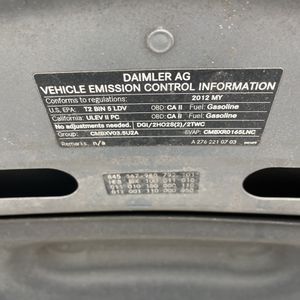 DAIMLER AG
VEHICLE EMISSION CONTROL INFORMATION
Conforms to regulations: 2012 MY
U.S. EPA: T2 BIN 5 LDV OBD: CA II Fuel: Gasoline
California: ULEV II PC OBD: CA II Fuel: Gasoline
No adjustments needed. DGI/2HO2S(2)/2TWC
Group: CMBXV03.5U2A EVAP: CMBXR0165LNC
Remarks: n/a A 276 221 07 03